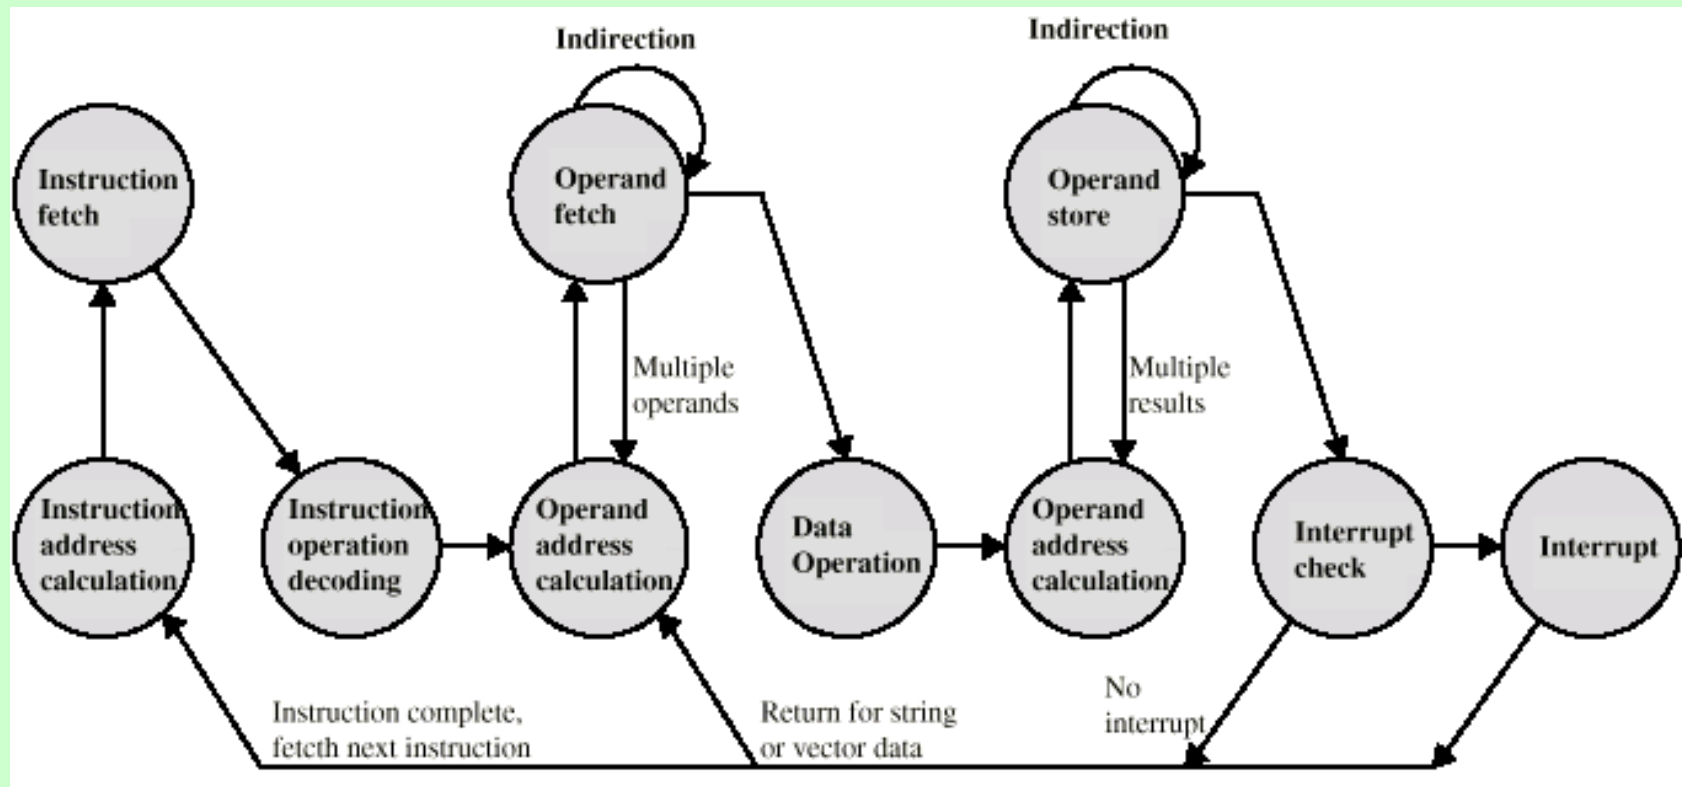 Indirection
Indirection
Instruction
fetch
Operand
fetch
Operand
store
Multiple
operands
Multiple
results
Instruction
address
calculation
Instruction
operation
decoding
Operand
address
calculation
Data
Operation
Operand
address
calculation
Interrupt
check
Interrupt
Instruction complete,
fetcth next instruction
Return for string
or vector data
No
interrupt